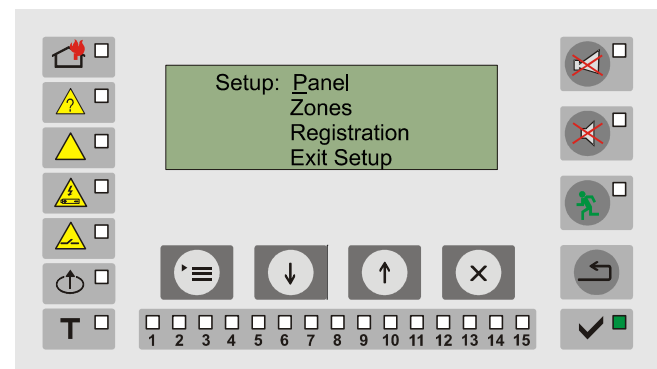 Setup: Panel
Zones
Registration
Exit Setup
?
T
1 2 3 4 5 6 7 8 9 10 11 12 13 14 15